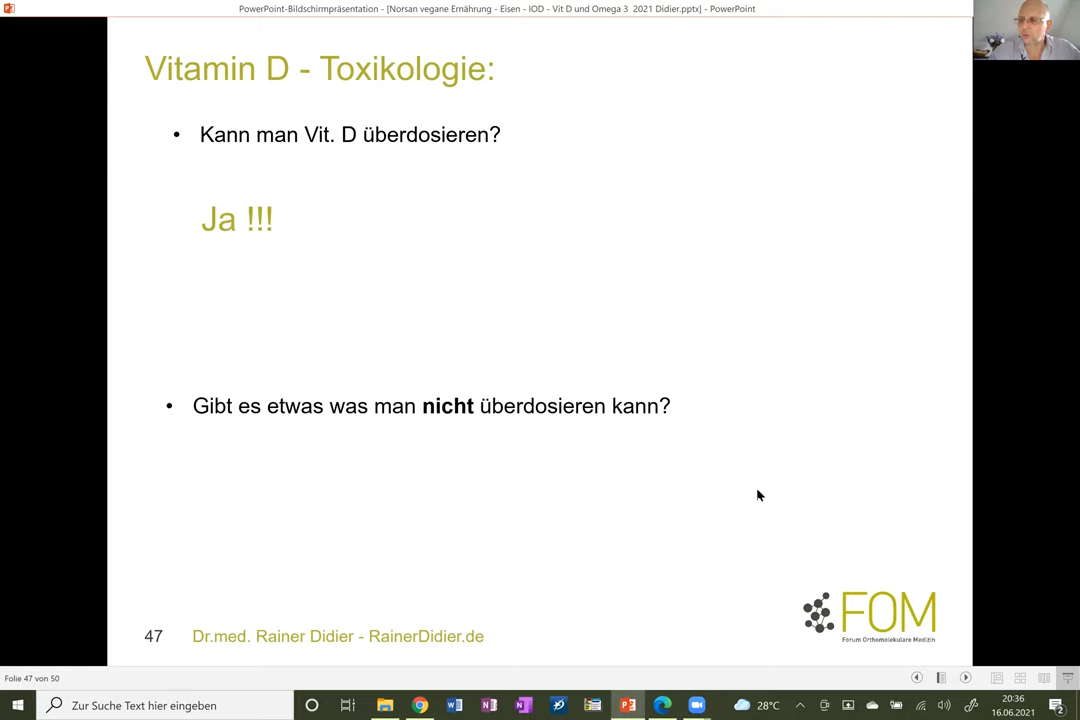 PowerPoint-Bildschirmpräsentation - [Norsan vegane Ernährung - Eisen - IOD - Vit D und Omega 3 2021 Didier.pptx] - PowerPoint
Vitamin D - Toxikologie:
• Kann man Vit. D überdosieren?
Ja !!!
• Gibt es etwas was man nicht überdosieren kann?
FOM
Forum Orthomolekulare Medizin
47 Dr.med. Rainer Didier - RainerDidier.de
Folie 47 von 50
Zur Suche Text hier eingeben
28°C
20:36
16.06.2021
2